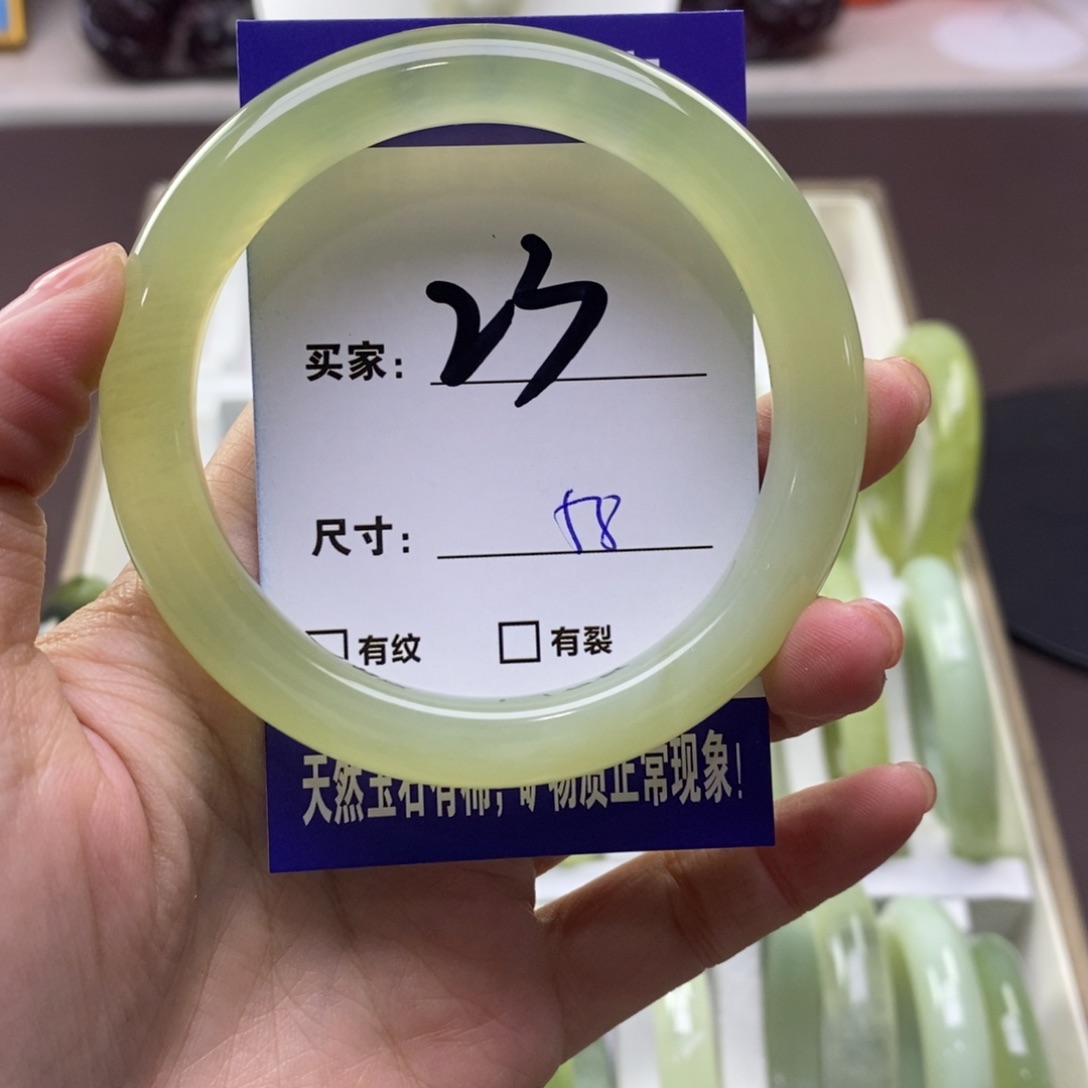 买家： 27
尺寸： 58
有纹 有裂
天然玉石有棉，矿物质正常现象！